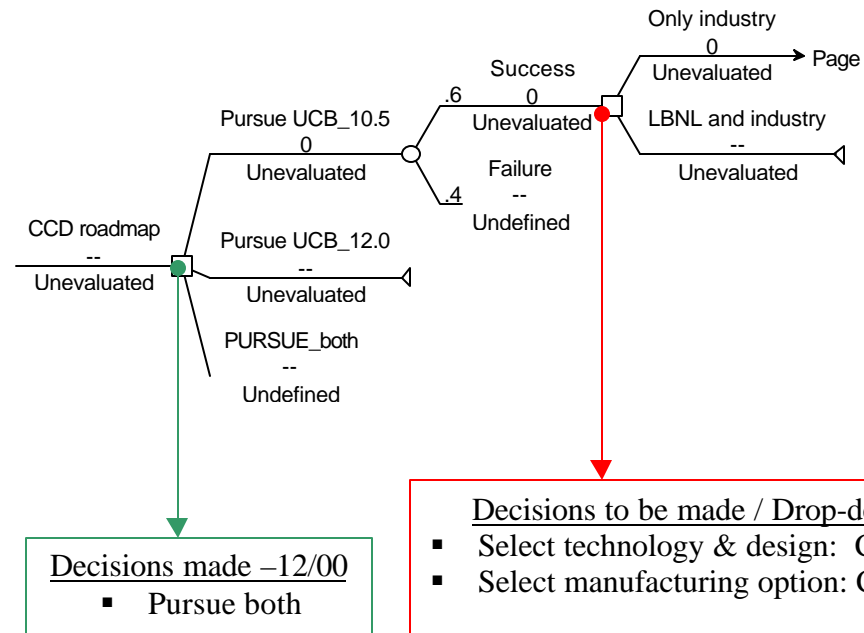 Only industry
0
Unevaluated
Page
Success
.6
0
Unevaluated
LBNL and industry
--
Unevaluated
Pursue UCB_10.5
0
Unevaluated
Failure
.4
--
Undefined
CCD roadmap
--
Unevaluated
Pursue UCB_12.0
--
Unevaluated
PURSUE_both
--
Undefined
Decisions made –12/00
▪ Pursue both
Decisions to be made /
▪ Select technology & design:
▪ Select manufacturing option: